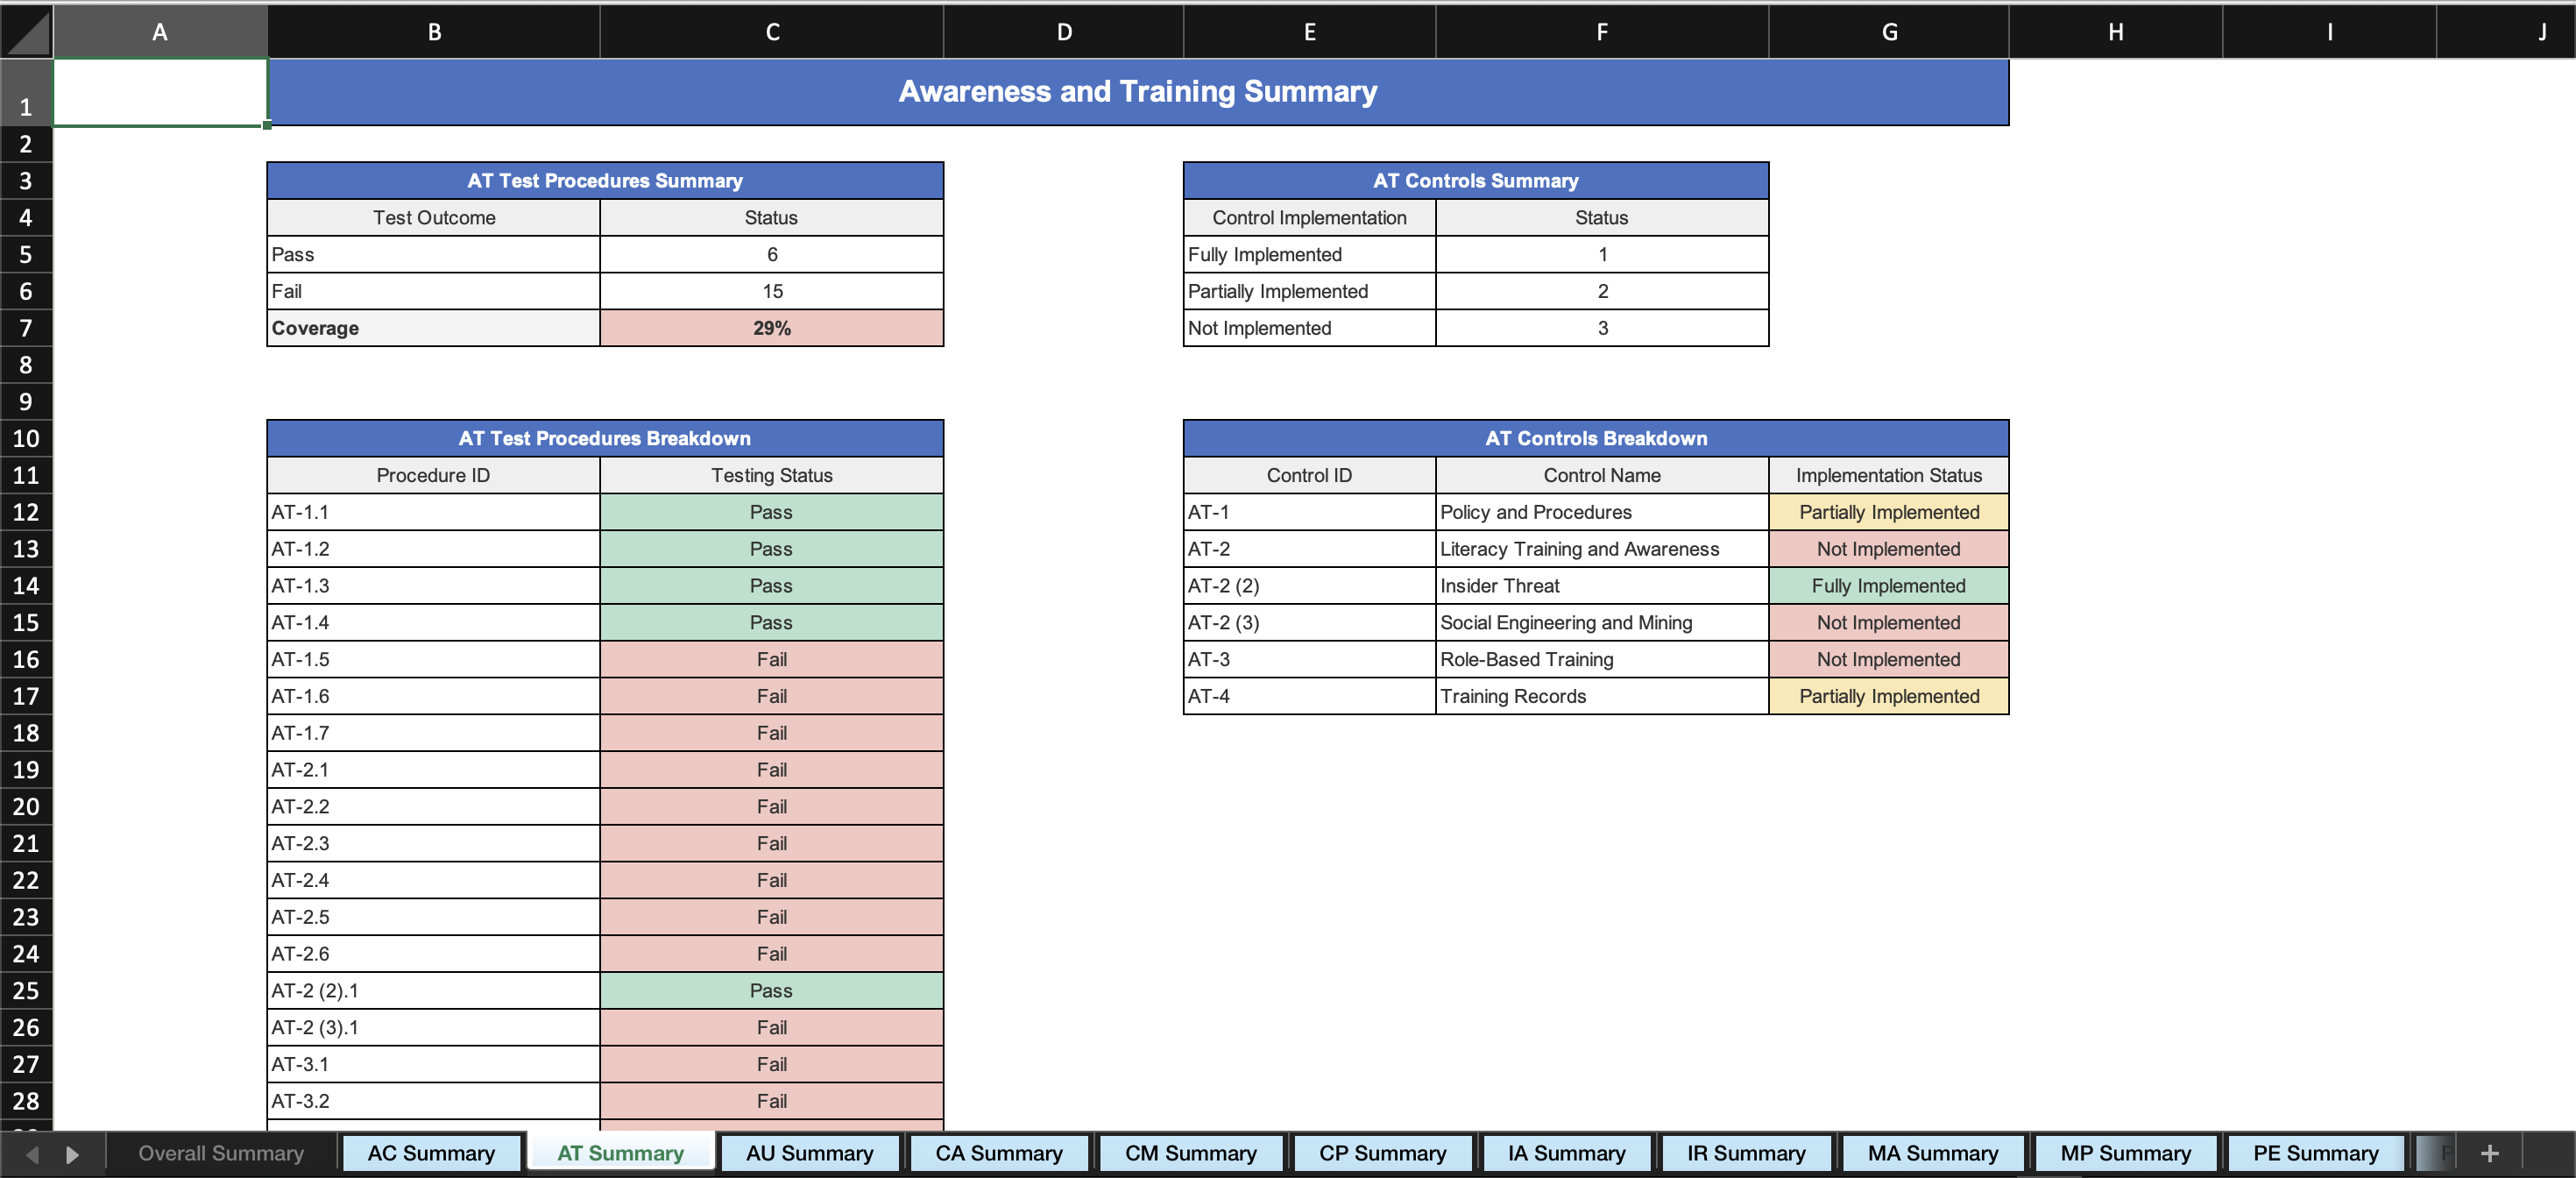 A B C D E F G H I J
1 Awareness and Training Summary
2
3 AT Test Procedures Summary AT Controls Summary
4 Test Outcome Status Control Implementation Status
5 Pass 6 Fully Implemented 1
6 Fail 15 Partially Implemented 2
7 Coverage 29% Not Implemented 3
8
9
10 AT Test Procedures Breakdown AT Controls Breakdown
11 Procedure ID Testing Status Control ID Control Name Implementation Status
12 AT-1.1 Pass AT-1 Policy and Procedures Partially Implemented
13 AT-1.2 Pass AT-2 Literacy Training and Awareness Not Implemented
14 AT-1.3 Pass AT-2 (2) Insider Threat Fully Implemented
15 AT-1.4 Pass AT-2 (3) Social Engineering and Mining Not Implemented
16 AT-1.5 Fail AT-3 Role-Based Training Not Implemented
17 AT-1.6 Fail AT-4 Training Records Partially Implemented
18 AT-1.7 Fail
19 AT-2.1 Fail
20 AT-2.2 Fail
21 AT-2.3 Fail
22 AT-2.4 Fail
23 AT-2.5 Fail
24 AT-2.6 Fail
25 AT-2 (2).1 Pass
26 AT-2 (3).1 Fail
27 AT-3.1 Fail
28 AT-3.2 Fail
Overall Summary AC Summary AT Summary AU Summary CA Summary CM Summary CP Summary IA Summary IR Summary MA Summary MP Summary PE Summary +